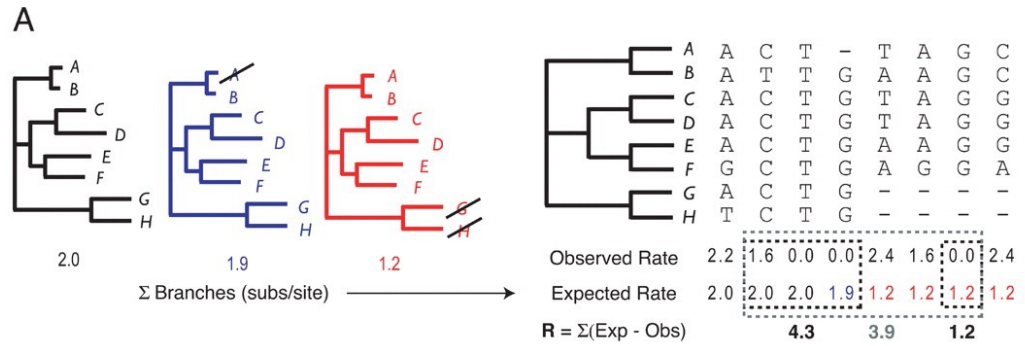 A
A
B
C
D
E
F
G
H
2.0
A
B
C
D
E
F
G
H
1.9
A
B
C
D
E
F
G
H
1.2
Σ Branches (subs/site)
A A C T - T A G C
B A T T G A A G C
C A C T G T A G G
D A C T G T A G G
E A C T G A A G G
F G C T G A G G A
G A C T G - - - -
H T C T G - - - -
Observed Rate 2.2 1.6 0.0 0.0 2.4 1.6 0.0 2.4
Expected Rate 2.0 2.0 2.0 1.9 1.2 1.2 1.2 1.2
R = Σ(Exp - Obs) 4.3 3.9 1.2